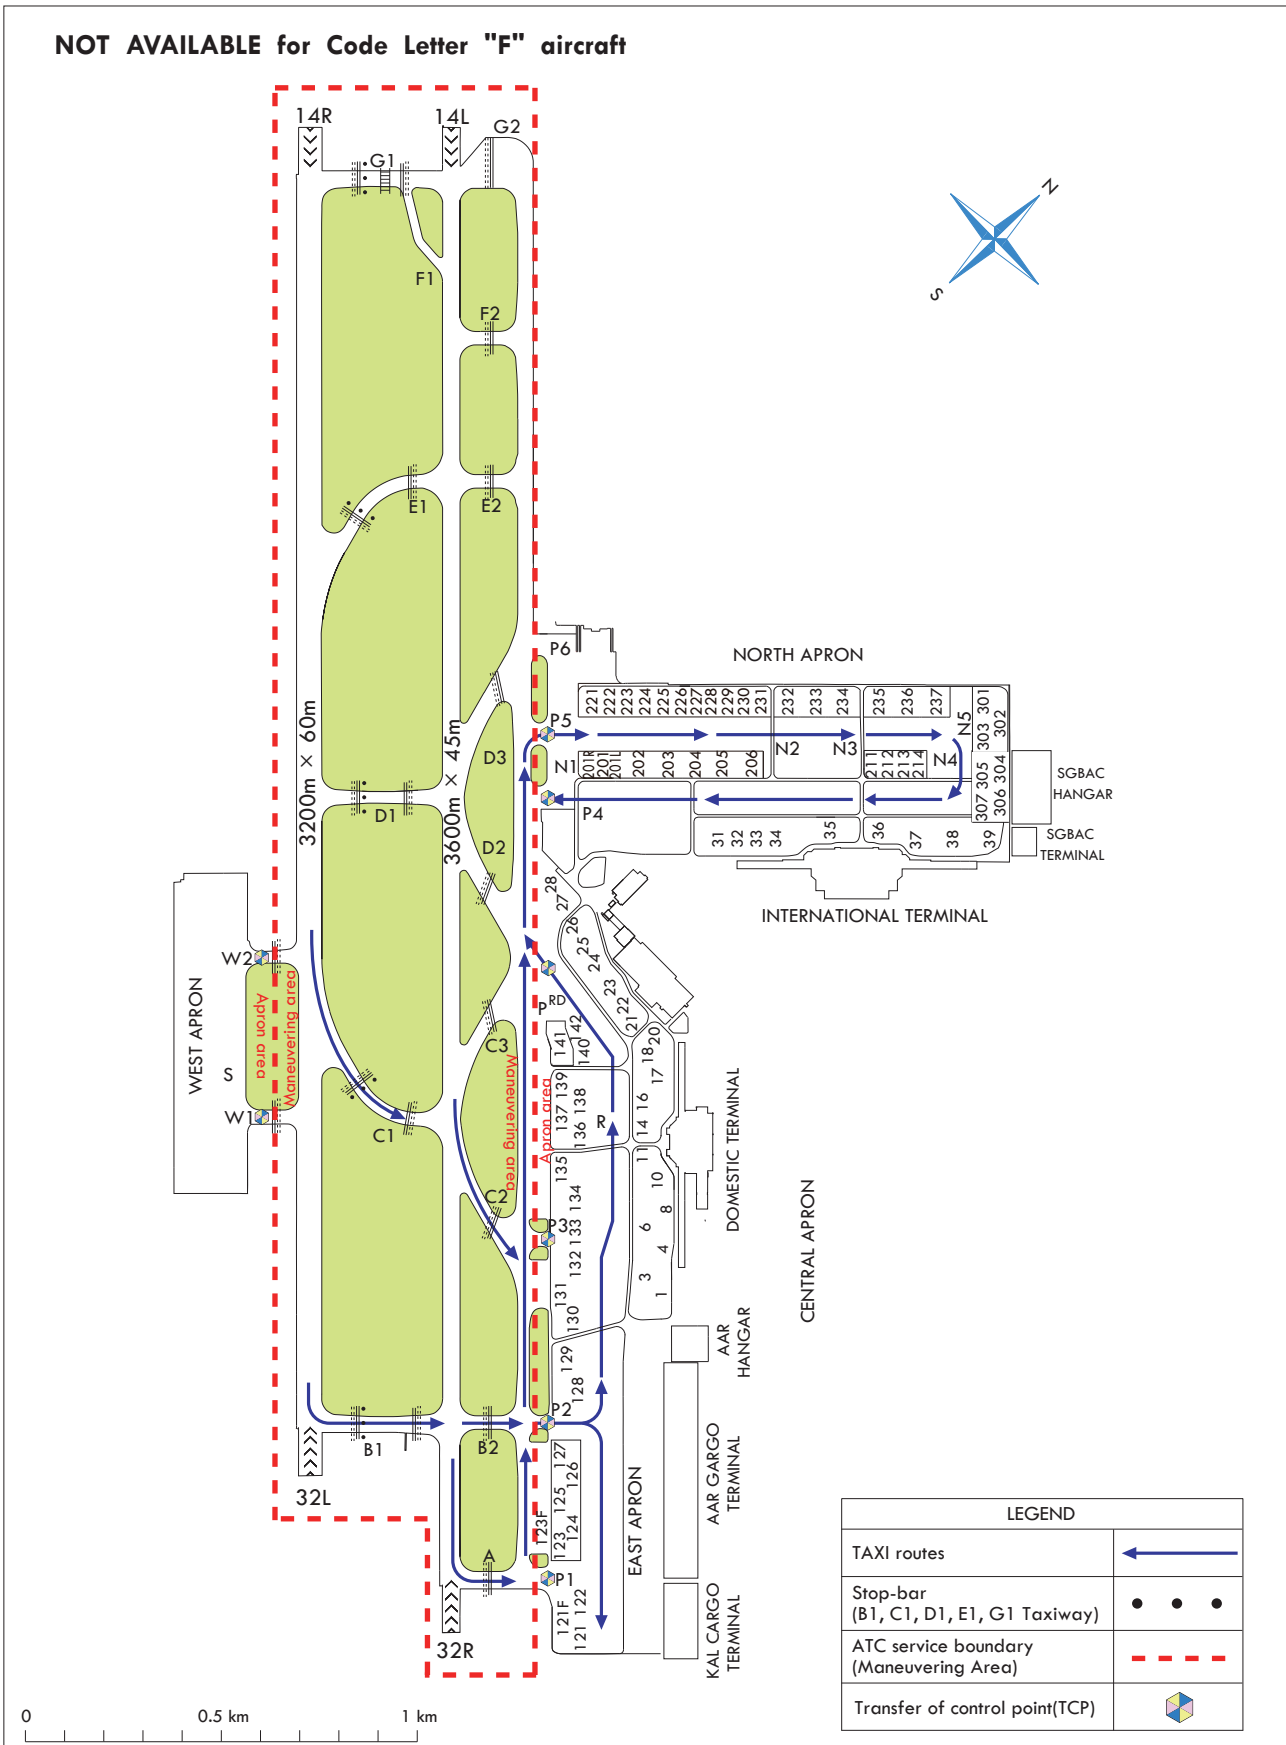 NOT AVAILABLE for Code Letter "F" aircraft
14R
14L
G2
G1
N
S
F1
F2
E1
E2
P6
NORTH APRON
221
222
223
224
225
226
227
228
229
230
231
232
233
234
235
236
237
301
302
303
N5
P5
N1
N2
N3
N4
201R
201
201L
202
203
204
205
206
211
212
213
214
305
304
307
306
SGBAC
HANGAR
SGBAC
TERMINAL
P4
31
32
33
34
35
36
37
38
39
INTERNATIONAL TERMINAL
3200m × 60m
3600m × 45m
D3
D1
D2
28
27
26
25
24
23
22
21
20
18
17
16
14
W2
WEST APRON
S
W1
Apron area
Maneuvering area
C3
C1
C2
Maneuvering area
Apron area
PRD
142
141
140
139
138
137
136
R
135
134
133
132
131
130
P3
11
10
8
6
4
3
1
DOMESTIC TERMINAL
CENTRAL APRON
AAR
HANGAR
129
128
P2
B1
B2
32L
127
126
125
124
123
123F
EAST APRON
AAR GARGO
TERMINAL
A
P1
121F
121
122
KAL CARGO
TERMINAL
32R
LEGEND
TAXI routes
Stop-bar
(B1, C1, D1, E1, G1 Taxiway)
ATC service boundary
(Maneuvering Area)
Transfer of control point(TCP)
0 0.5 km 1 km